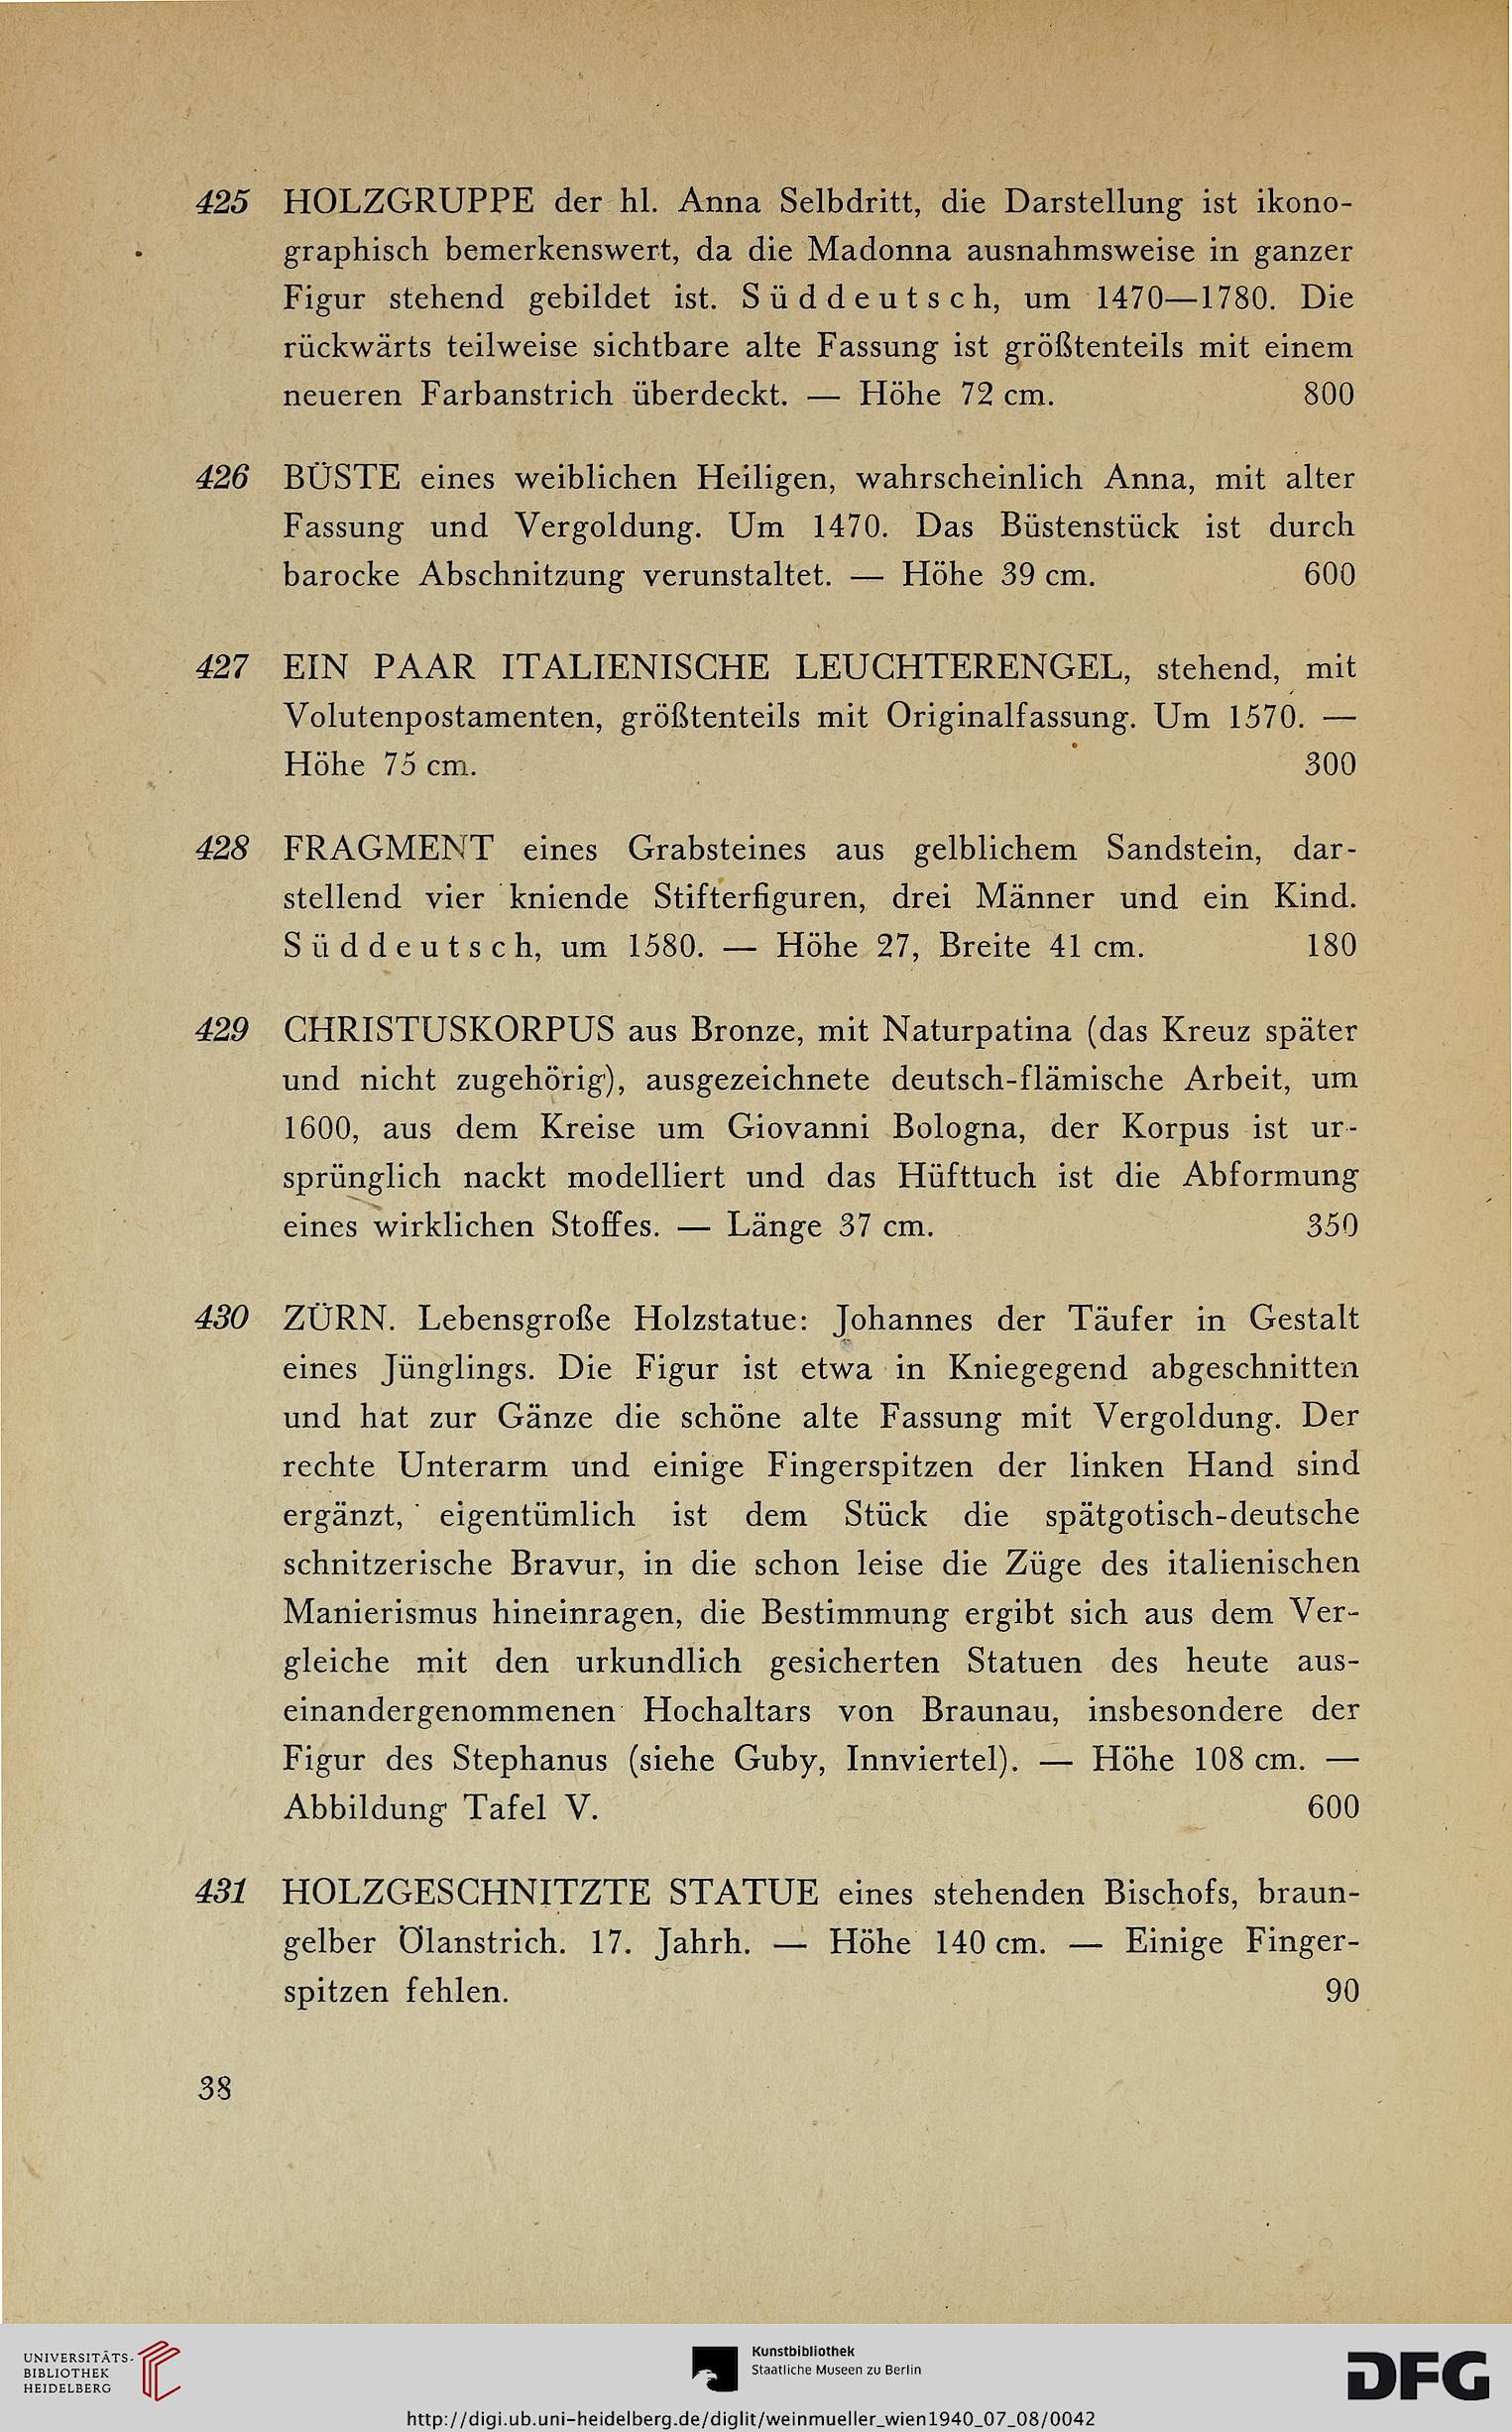 425 HOLZGRUPPE der hl. Anna Selbdritt, die Darstellung ist ikono-
graphisch bemerkenswert, da die Madonna ausnahmsweise in ganzer
Figur stehend gebildet ist. Süddeutsch, um 1470—1780. Die
rückwärts teilweise sichtbare alte Fassung ist größtenteils mit einem
neueren Farbanstrich überdeckt. — Höhe 72 cm. 800
426 BÜSTE eines weiblichen Heiligen, wahrscheinlich Anna, mit alter
Fassung und Vergoldung. Um 1470. Das Büstenstück ist durch
barocke Abschnitzung verunstaltet. — Höhe 39 cm. 600
427 EIN PAAR ITALIENISCHE LEUCHTERENGEL, stehend, mit
Volutenpostamenten, größtenteils mit Originalfassung. Um 1570. —
Höhe 75 cm. 300
428 FRAGMENT eines Grabsteines aus gelblichem Sandstein, dar-
stellend vier kniende Stifterfiguren, drei Männer und ein Kind.
Süddeutsch, um 1580. — Höhe 27, Breite 41 cm. 180
429 CHRISTUSKORPUS aus Bronze, mit Naturpatina (das Kreuz später
und nicht zugehörig), ausgezeichnete deutsch-flämische Arbeit, um
1600, aus dem Kreise um Giovanni Bologna, der Korpus ist ur-
sprünglich nackt modelliert und das Hüfttuch ist die Abformung
eines wirklichen Stoffes. — Länge 37 cm. 350
430 ZÜRN. Lebensgroße Holzstatue: Johannes der Täufer in Gestalt
eines Jünglings. Die Figur ist etwa in Kniegegend abgeschnitten
und hat zur Gänze die schöne alte Fassung mit Vergoldung. Der
rechte Unterarm und einige Fingerspitzen der linken Hand sind
ergänzt, eigentümlich ist dem Stück die spätgotisch-deutsche
schnitzerische Bravur, in die schon leise die Züge des italienischen
Manierismus hineinragen, die Bestimmung ergibt sich aus dem Ver-
gleiche mit den urkundlich gesicherten Statuen des heute aus-
einandergenommenen Hochaltars von Braunau, insbesondere der
Figur des Stephanus (siehe Guby, Innviertel). — Höhe 108 cm. —
Abbildung Tafel V. 600
431 HOLZGESCHNITZTE STATUE eines stehenden Bischofs, braun-
gelber Ölanstrich. 17. Jahrh. — Höhe 140 cm. — Einige Finger-
spitzen fehlen. 90
38
UNIVERSITÄTS-
BIBLIOTHEK
HEIDELBERG
Kunstbibliothek
Staatliche Museen zu Berlin
DFG
http://digi.ub.uni-heidelberg.de/diglit/weinmueller_wien1940_07_08/0042